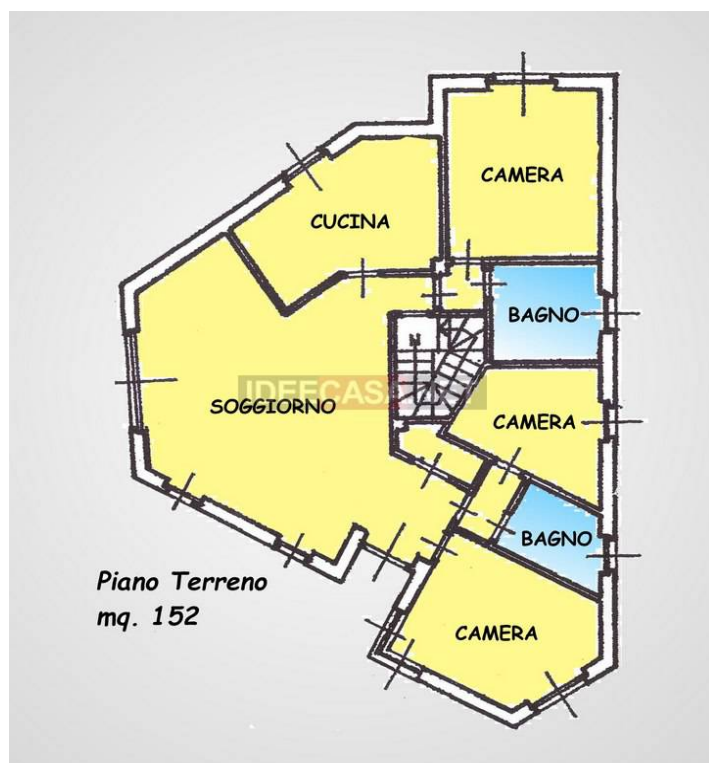 CAMERA
CUCINA
BAGNO
SOGGIORNO
CAMERA
BAGNO
Piano Terreno
mq. 152
CAMERA